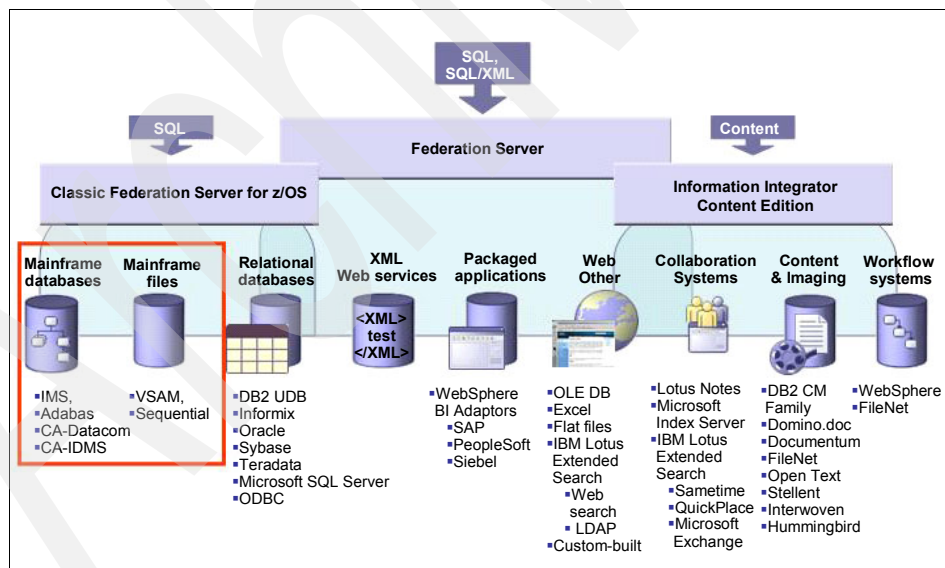 SQL,
SQL/XML
SQL
Content
Federation Server
Classic Federation Server for z/OS
Information Integrator
Content Edition
Mainframe
databases
Mainframe
files
Relational
databases
XML
Web services
Packaged
applications
Web
Other
Collaboration
Systems
Content
& Imaging
Workflow
systems
<XML>
test
</XML>
▪IMS,
▪Adabas
▪CA-Datacom
▪CA-IDMS
▪VSAM,
▪Sequential
▪DB2 UDB
▪Informix
▪Oracle
▪Sybase
▪Teradata
▪Microsoft SQL Server
▪ODBC
▪WebSphere
BI Adaptors
▪SAP
▪PeopleSoft
▪Siebel
▪OLE DB
▪Excel
▪Flat files
▪IBM Lotus
Extended
Search
▪Web
search
▪LDAP
▪Custom-built
▪Lotus Notes
▪Microsoft
Index Server
▪IBM Lotus
Extended
Search
▪Sametime
▪QuickPlace
▪Microsoft
Exchange
▪DB2 CM
Family
▪Domino.doc
▪Documentum
▪FileNet
▪Open Text
▪Stellent
▪Interwoven
▪Hummingbird
▪WebSphere
▪FileNet